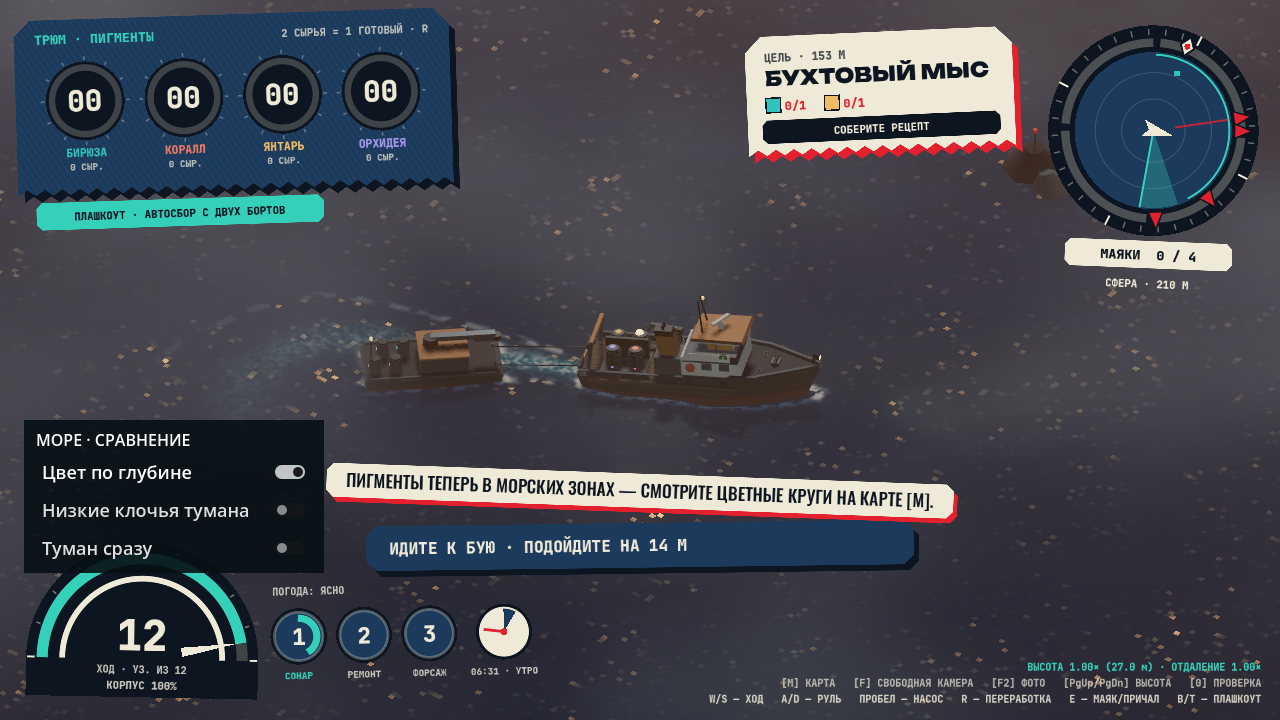 ТРЮМ · ПИГМЕНТЫ
2 СЫРЬЯ = 1 ГОТОВЫЙ · R
00 00 00 00
БИРЮЗА КОРАЛЛ ЯНТАРЬ ОРХИДЕЯ
0 СЫР. 0 СЫР. 0 СЫР. 0 СЫР.
ПЛАШКОУТ · АВТОСБОР С ДВУХ БОРТОВ
ЦЕЛЬ · 153 М
БУХТОВЫЙ МЫС
0/1 0/1
СОБЕРИТЕ РЕЦЕПТ
МАЯКИ 0 / 4
СФЕРА · 210 М
МОРЕ · СРАВНЕНИЕ
Цвет по глубине
Низкие клочья тумана
Туман сразу
ПИГМЕНТЫ ТЕПЕРЬ В МОРСКИХ ЗОНАХ — СМОТРИТЕ ЦВЕТНЫЕ КРУГИ НА КАРТЕ [M].
ИДИТЕ К БУЮ · ПОДОЙДИТЕ НА 14 М
12
ХОД · УЗ. ИЗ 12
КОРПУС 100%
ПОГОДА: ЯСНО
1 2 3
СОНАР РЕМОНТ ФОРСАЖ 06:31 · УТРО
ВЫСОТА 1.00× (27.0 м) · ОТДАЛЕНИЕ 1.00×
[M] КАРТА [F] СВОБОДНАЯ КАМЕРА [F2] ФОТО [PgUp/PgDn] ВЫСОТА [0] ПРОВЕРКА
W/S — ХОД A/D — РУЛЬ ПРОБЕЛ — НАСОС R — ПЕРЕРАБОТКА E — МАЯК/ПРИЧАЛ B/T — ПЛАШКОУТ